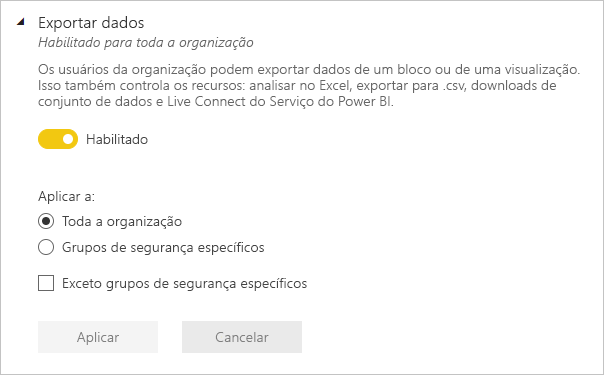 Exportar dados
Habilitado para toda a organização
Os usuários da organização podem exportar dados de um bloco ou de uma visualização.
Isso também controla os recursos: analisar no Excel, exportar para .csv, downloads de
conjunto de dados e Live Connect do Serviço do Power BI.
Habilitado
Aplicar a:
Toda a organização
Grupos de segurança específicos
Exceto grupos de segurança específicos
Aplicar
Cancelar